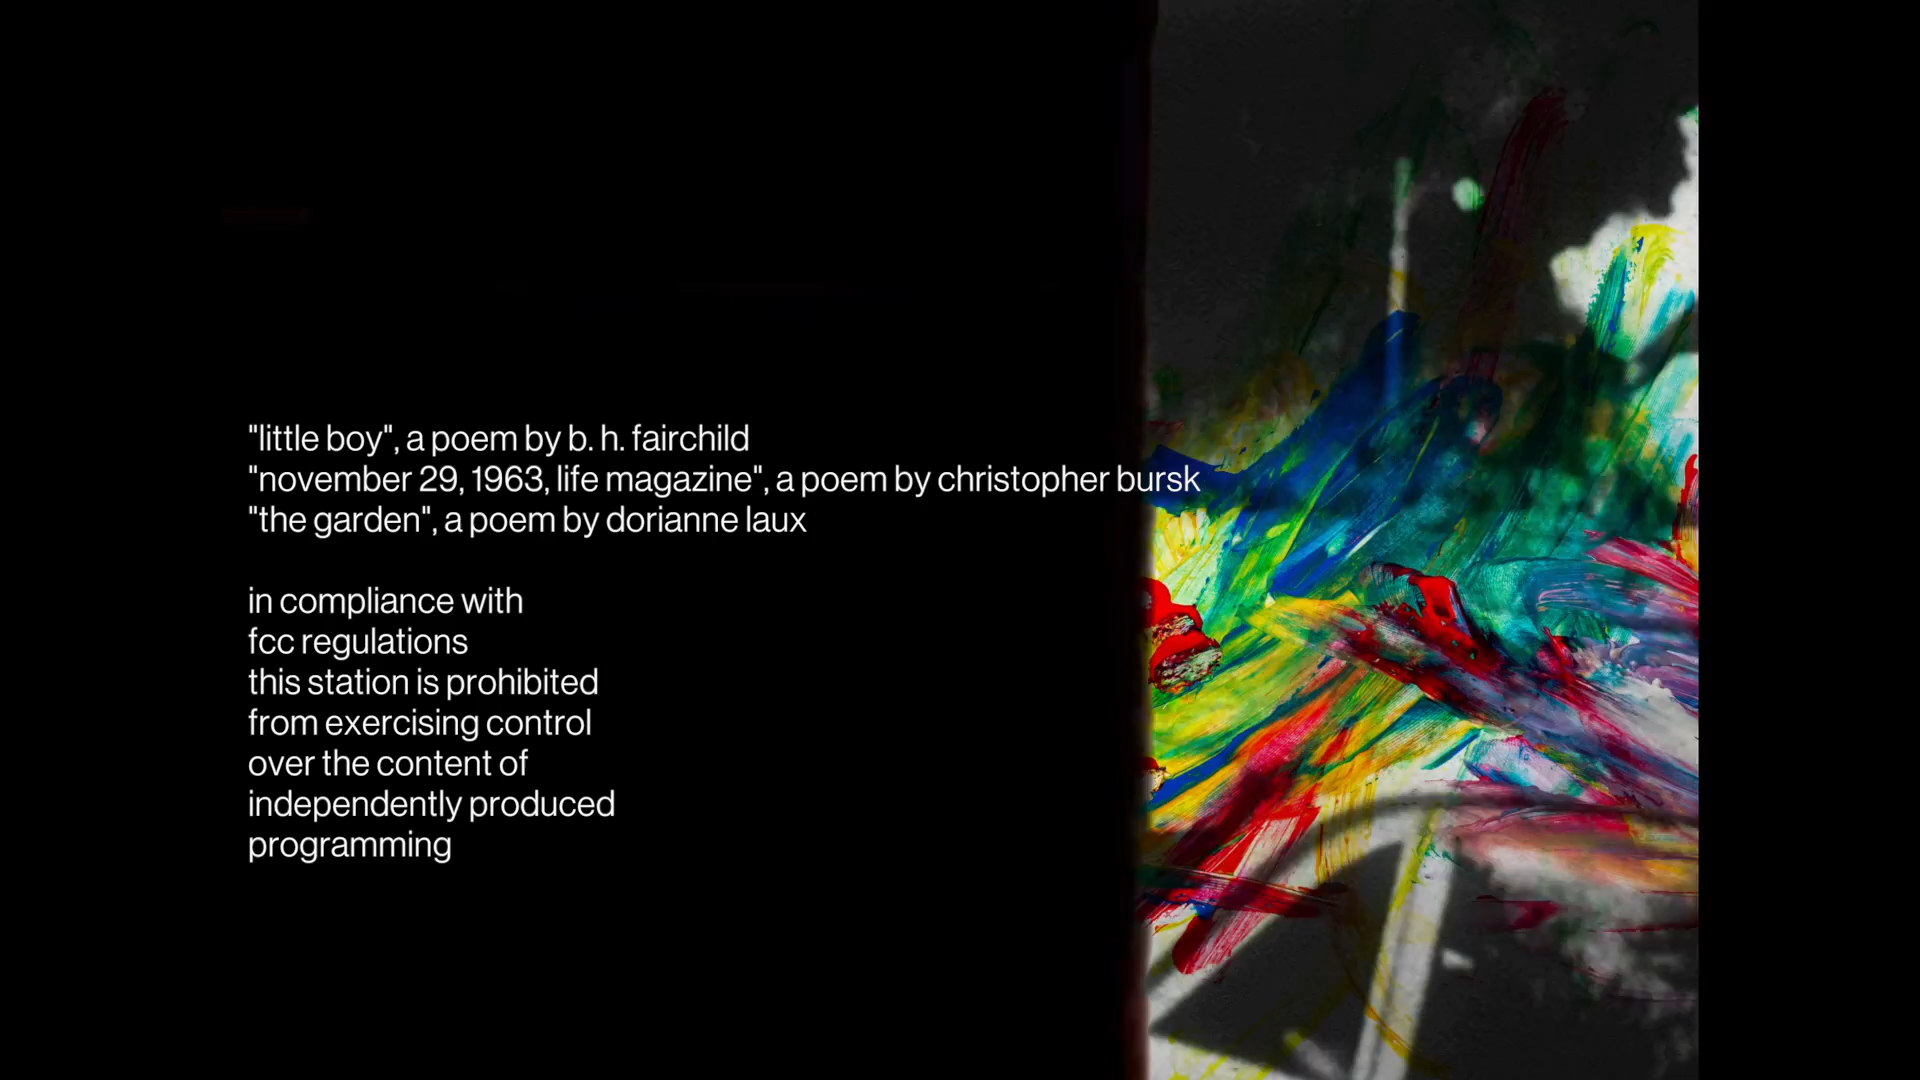 "little boy", a poem by b. h. fairchild
"november 29, 1963, life magazine", a poem by christopher bursk
"the garden", a poem by dorianne laux
in compliance with
fcc regulations
this station is prohibited
from exercising control
over the content of
independently produced
programming